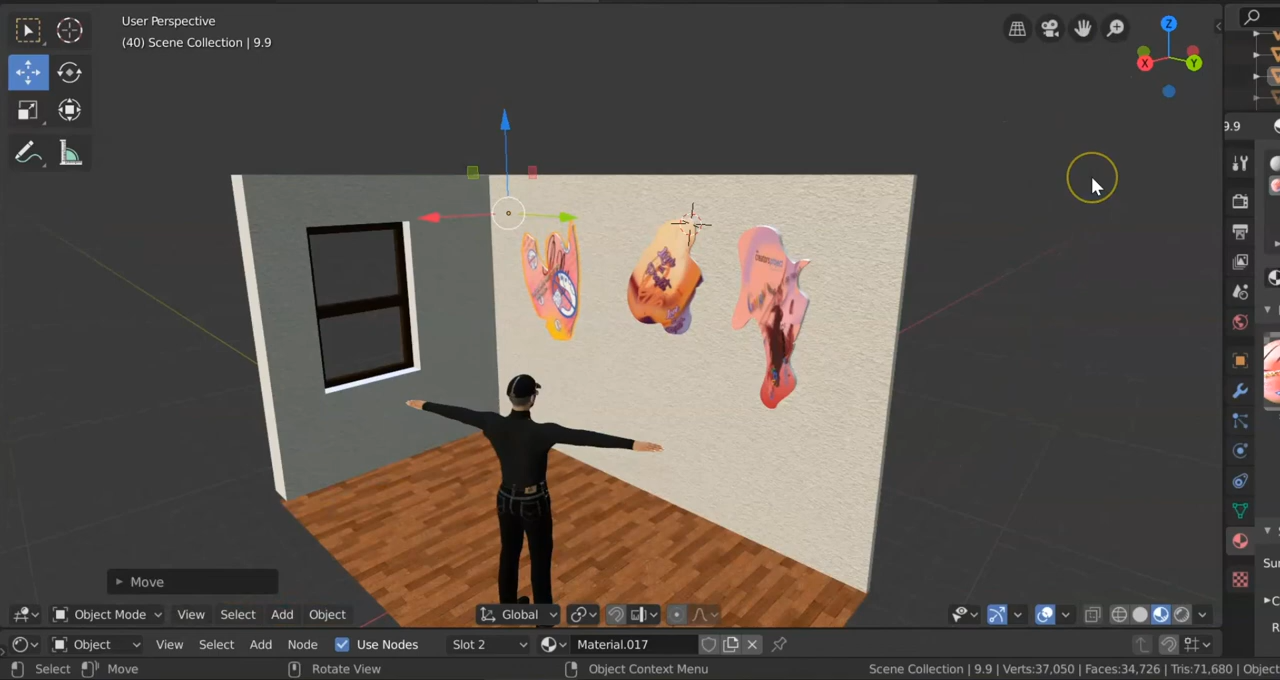 User Perspective
(40) Scene Collection | 9.9
Z
X
Y
9.9
Move
Object Mode
View
Select
Add
Object
Global
Object
View
Select
Add
Node
Use Nodes
Slot 2
Material.017
Select
Move
Rotate View
Object Context Menu
Scene Collection | 9.9 | Verts:37,050 | Faces:34,726 | Tris:71,680 | Object
Sur
C
R